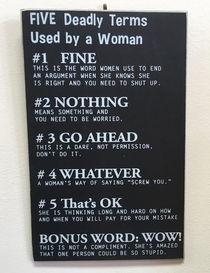 FIVE Deadly Terms
Used by a Woman
#1 FINE
THIS IS THE WORD WOMEN USE TO END
AN ARGUMENT WHEN SHE KNOWS SHE
IS RIGHT AND YOU NEED TO SHUT UP.
#2 NOTHING
MEANS SOMETHING AND
YOU NEED TO BE WORRIED.
# 3 GO AHEAD
THIS IS A DARE, NOT PERMISSION,
DON'T DO IT.
# 4 WHATEVER
A WOMAN'S WAY OF SAYING "SCREW YOU."
# 5 That's OK
SHE IS THINKING LONG AND HARD ON HOW
AND WHEN YOU WILL PAY FOR YOUR MISTAKE
BONUS WORD: WOW!
THIS IS NOT A COMPLIMENT. SHE'S AMAZED
THAT ONE PERSON COULD BE SO STUPID.